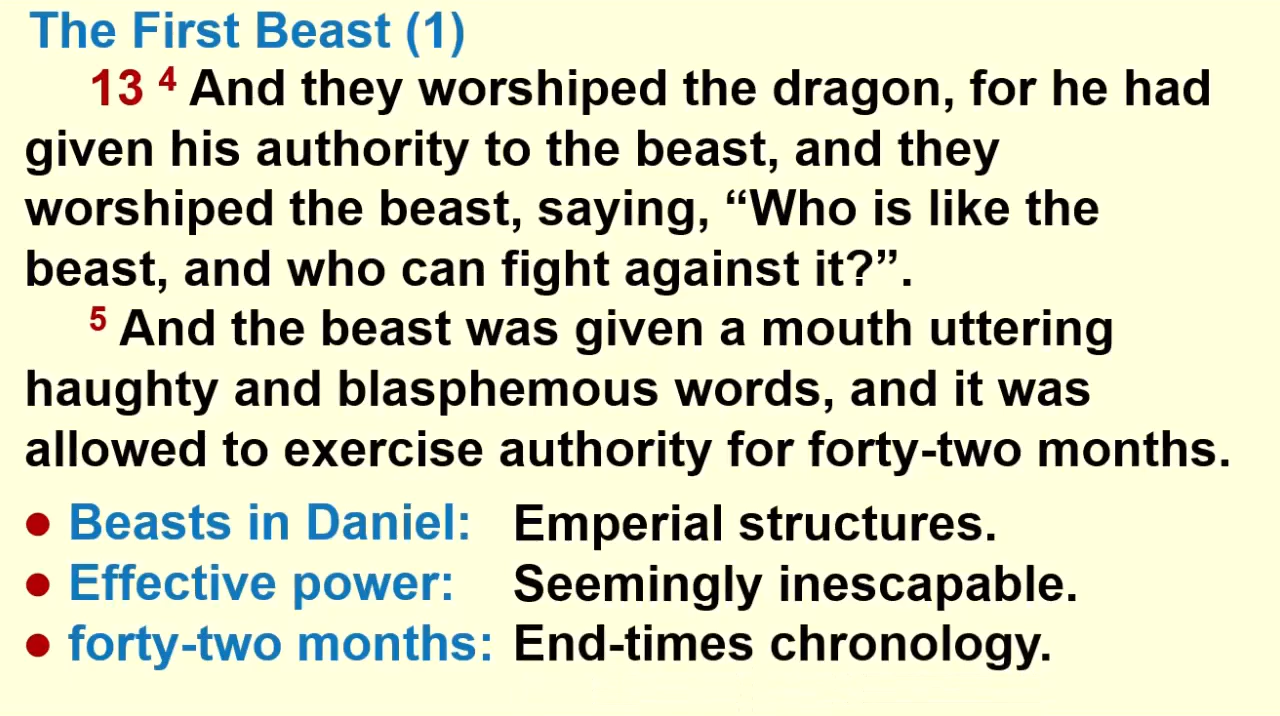 The First Beast (1)
13 4 And they worshiped the dragon, for he had
given his authority to the beast, and they
worshiped the beast, saying, “Who is like the
beast, and who can fight against it?”.
5 And the beast was given a mouth uttering
haughty and blasphemous words, and it was
allowed to exercise authority for forty-two months.
● Beasts in Daniel: Emperial structures.
● Effective power: Seemingly inescapable.
● forty-two months: End-times chronology.